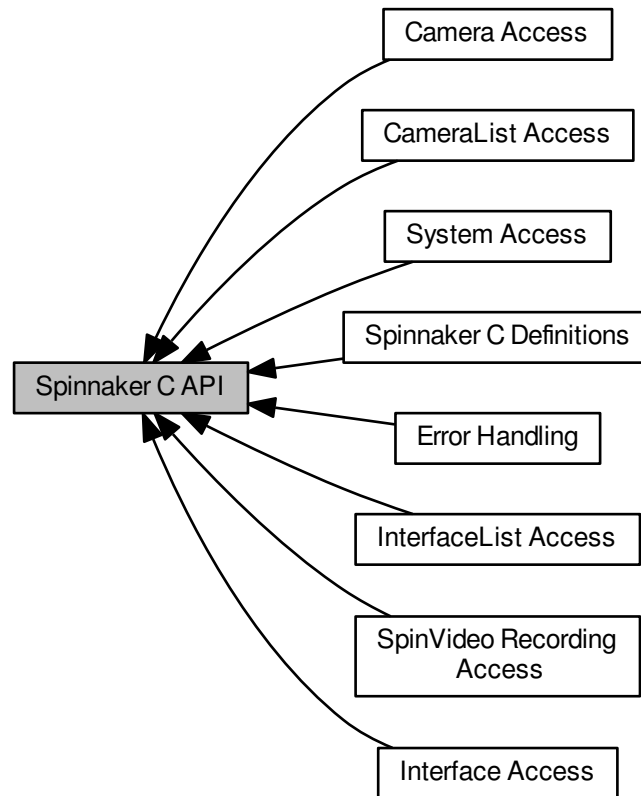 Camera Access
CameraList Access
System Access
Spinnaker C Definitions
Spinnaker C API
Error Handling
InterfaceList Access
SpinVideo Recording
Access
Interface Access